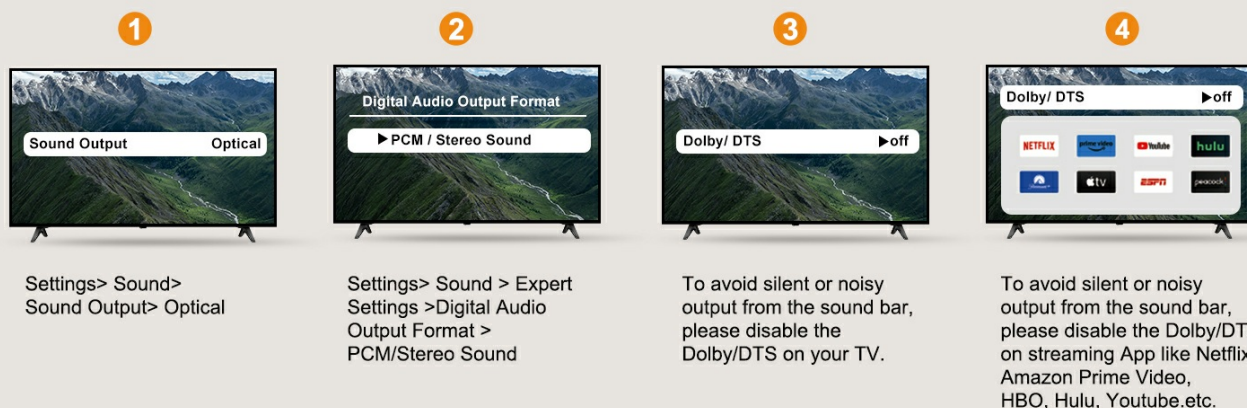 1
Sound Output Optical
Settings> Sound>
Sound Output> Optical
2
Digital Audio Output Format
▶PCM / Stereo Sound
Settings> Sound > Expert
Settings >Digital Audio
Output Format >
PCM/Stereo Sound
3
Dolby/ DTS ▶off
To avoid silent or noisy
output from the sound bar,
please disable the
Dolby/DTS on your TV.
4
Dolby/ DTS ▶off
NETFLIX prime video YouTube hulu
Paramount+ tv ESPN peacock
To avoid silent or noisy
output from the sound bar,
please disable the Dolby/DT
on streaming App like Netflix
Amazon Prime Video,
HBO, Hulu, Youtube.etc.